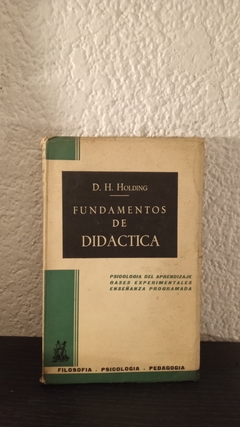 D. H. HOLDING
FUNDAMENTOS
DE
DIDACTICA
PSICOLOGIA DEL APRENDIZAJE
BASES EXPERIMENTALES
ENSEÑANZA PROGRAMADA
FILOSOFIA - PSICOLOGIA - PEDAGOGIA